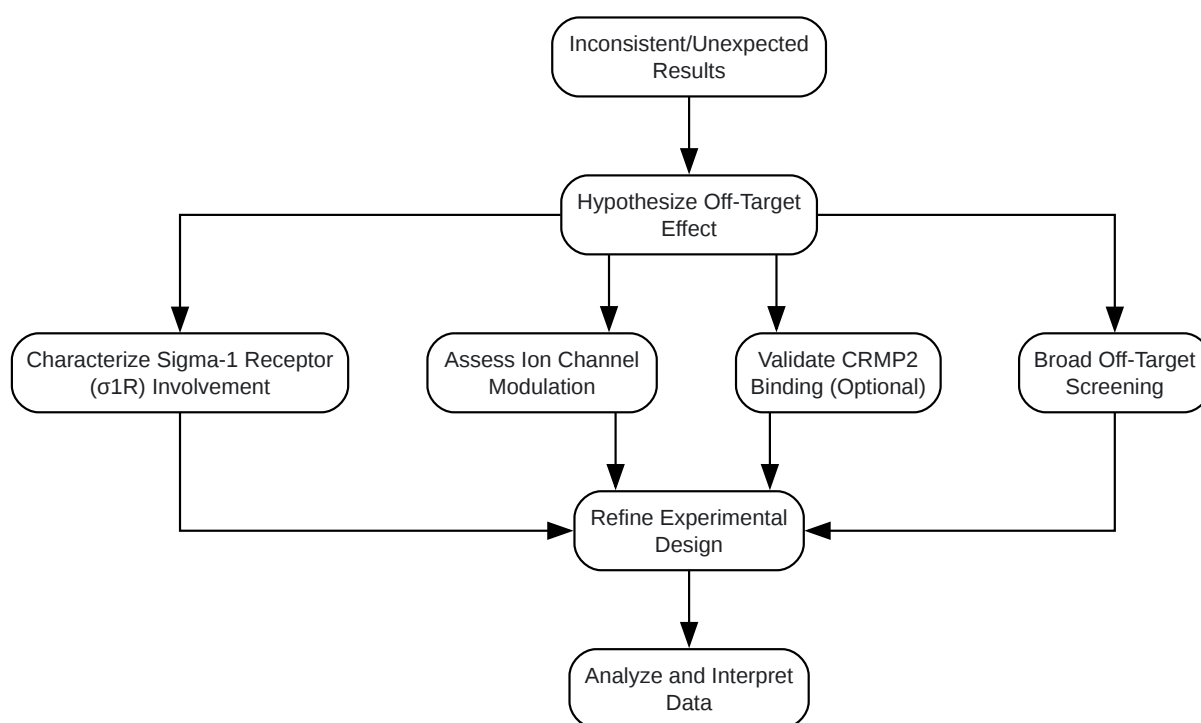 Inconsistent/Unexpected
Results
Hypothesize Off-Target
Effect
Characterize Sigma-1 Receptor
(σ1R) Involvement
Assess Ion Channel
Modulation
Validate CRMP2
Binding (Optional)
Broad Off-Target
Screening
Refine Experimental
Design
Analyze and Interpret
Data